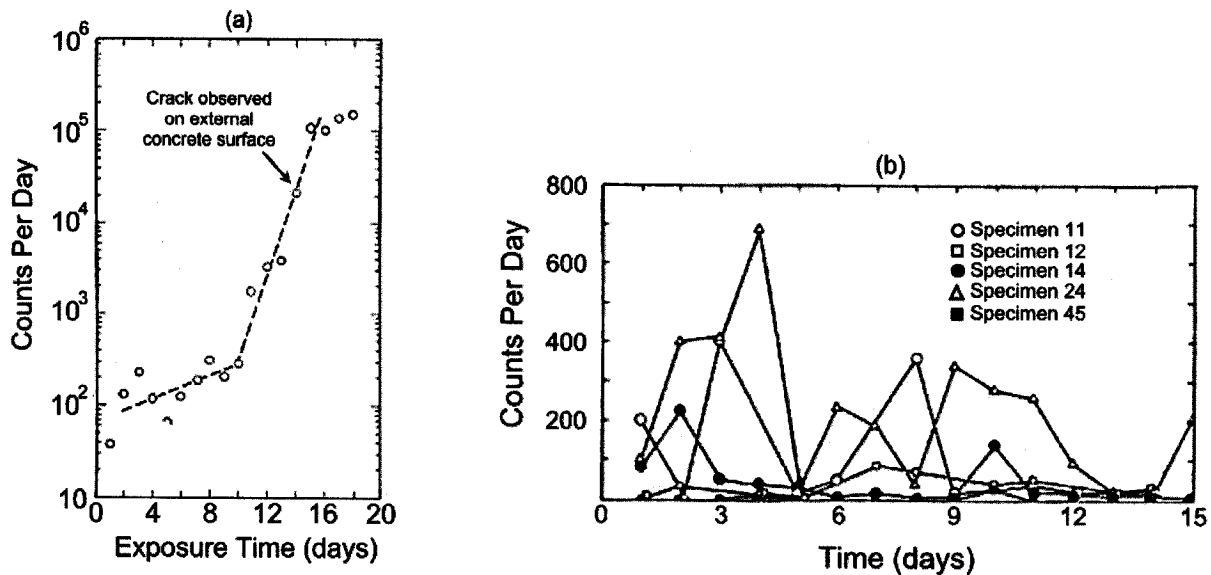 (a)
10^6
10^5
10^4
10^3
10^2
10
Counts Per Day
Crack observed
on external
concrete surface
0 4 8 12 16 20
Exposure Time (days)
(b)
800
600
400
200
Counts Per Day
Specimen 11
Specimen 12
Specimen 14
Specimen 24
Specimen 45
0 3 6 9 12 15
Time (days)